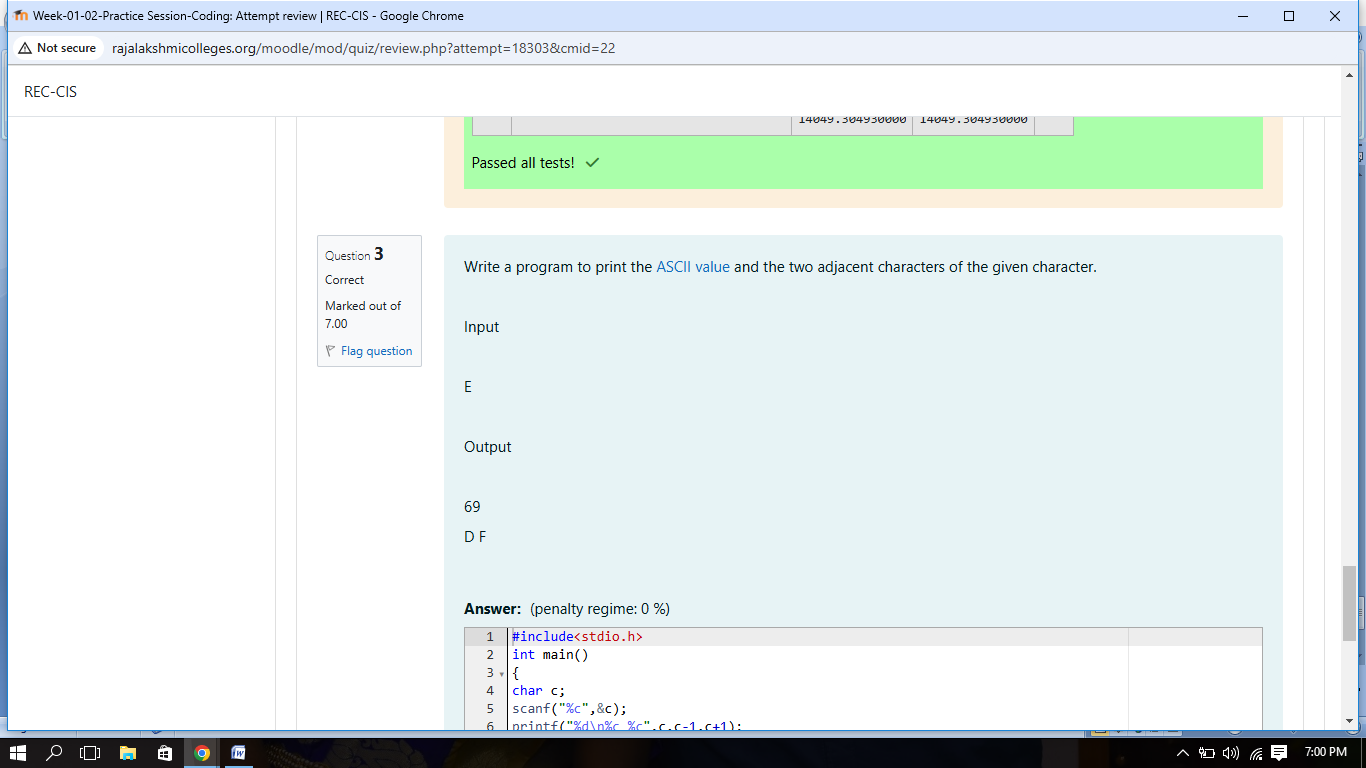 Week-01-02-Practice Session-Coding: Attempt review | REC-CIS - Google Chrome
Not secure rajalakshmicolleges.org/moodle/mod/quiz/review.php?attempt=18303&cmid=22
REC-CIS
14049.304930000 14049.304930000
Passed all tests!
Question 3
Correct
Marked out of
7.00
Flag question
Write a program to print the ASCII value and the two adjacent characters of the given character.
Input
E
Output
69
D F
Answer: (penalty regime: 0 %)
1 #include<stdio.h>
2 int main()
3 {
4 char c;
5 scanf("%c",&c);
6 printf("%d\n%c %c",c,c-1,c+1);
7:00 PM